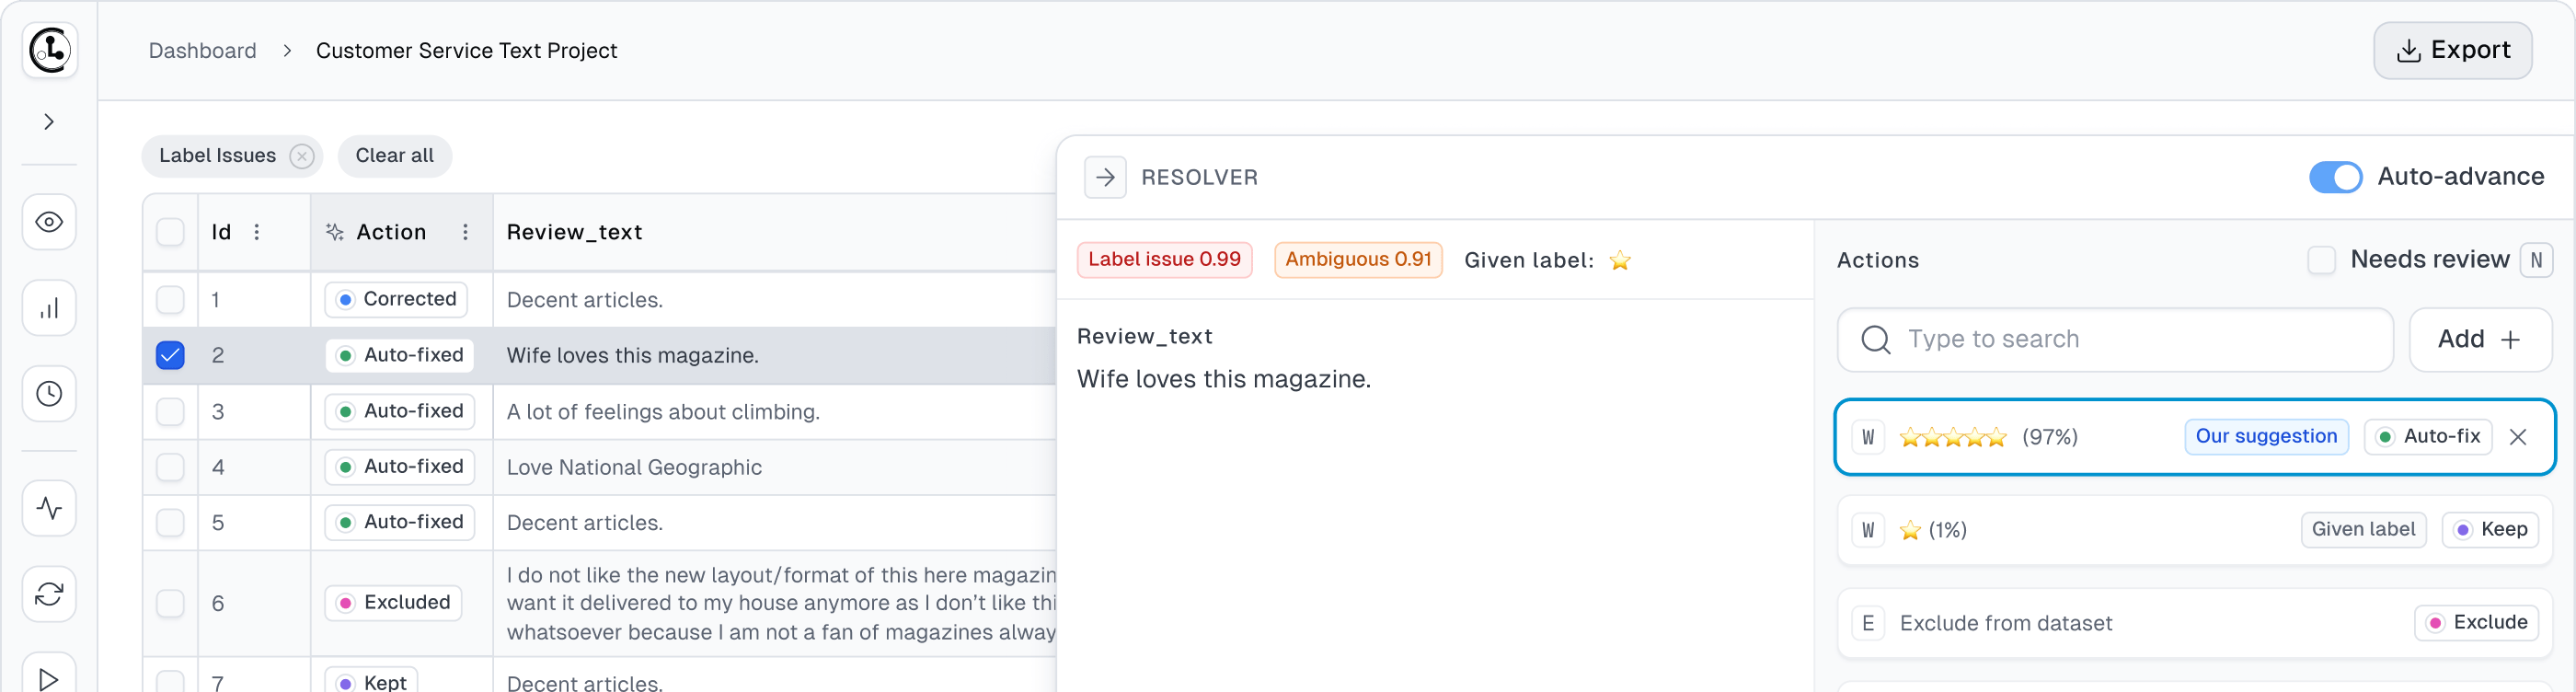 Dashboard > Customer Service Text Project
Export
Label Issues
Clear all
Id Action Review_text
1 Corrected Decent articles.
2 Auto-fixed Wife loves this magazine.
3 Auto-fixed A lot of feelings about climbing.
4 Auto-fixed Love National Geographic
5 Auto-fixed Decent articles.
6 Excluded I do not like the new layout/format of this here magazin
want it delivered to my house anymore as I don’t like thi
whatsoever because I am not a fan of magazines alway
7 Kept Decent articles.
RESOLVER
Auto-advance
Label issue 0.99 Ambiguous 0.91 Given label: ⭐
Review_text
Wife loves this magazine.
Actions
Needs review N
Type to search
Add +
W ⭐⭐⭐⭐⭐ (97%) Our suggestion Auto-fix
W ⭐ (1%) Given label Keep
E Exclude from dataset Exclude